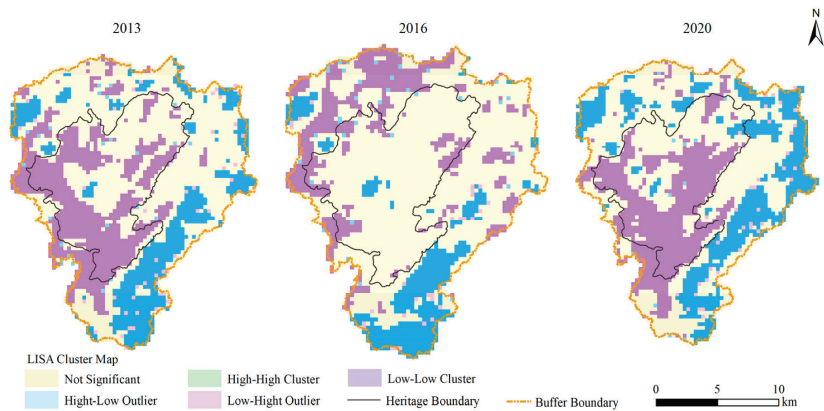 2013 2016 2020
N
LISA Cluster Map
Not Significant High-High Cluster Low-Low Cluster
High-Low Outlier Low-Hight Outlier Heritage Boundary Buffer Boundary
0 5 10
km